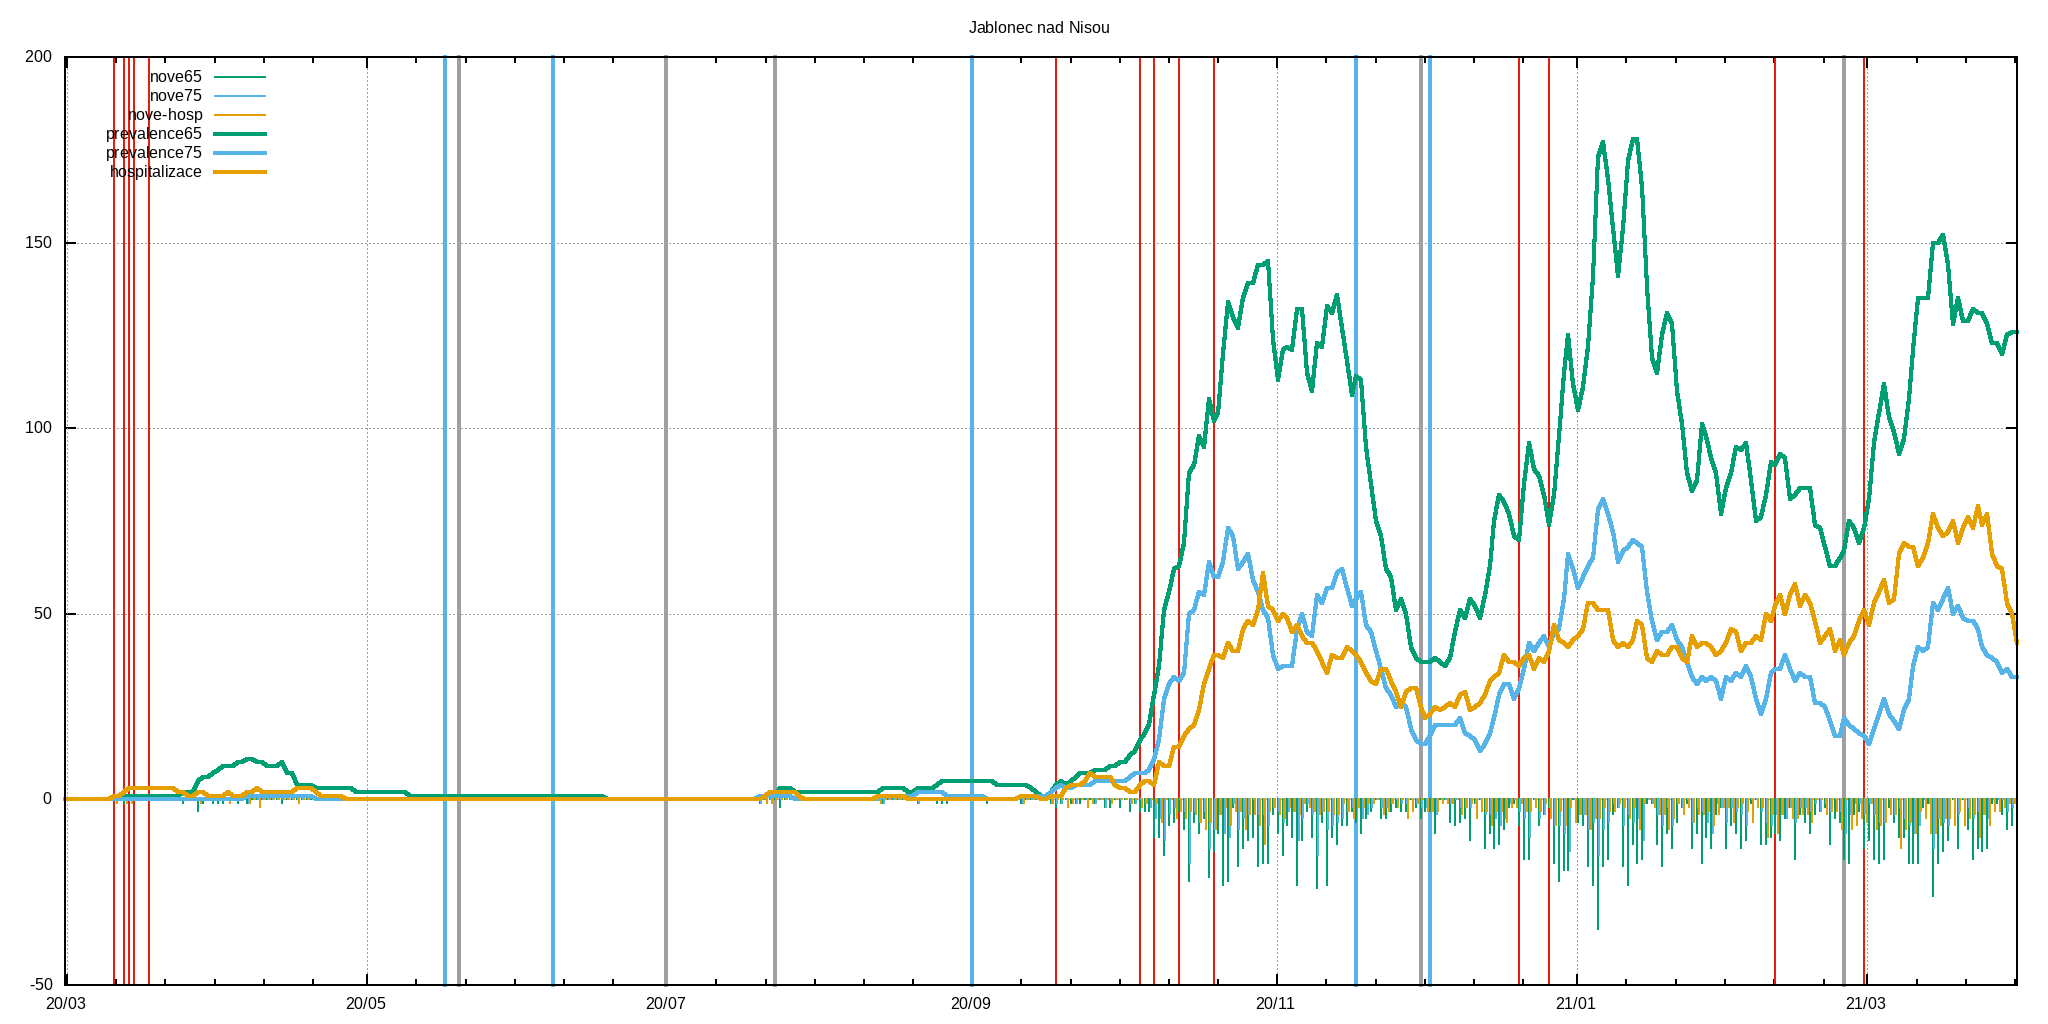 Jablonec nad Nisou
200
150
100
50
0
-50
nove65
nove75
nove-hosp
prevalence65
prevalence75
hospitalizace
20/03 20/05 20/07 20/09 20/11 21/01 21/03